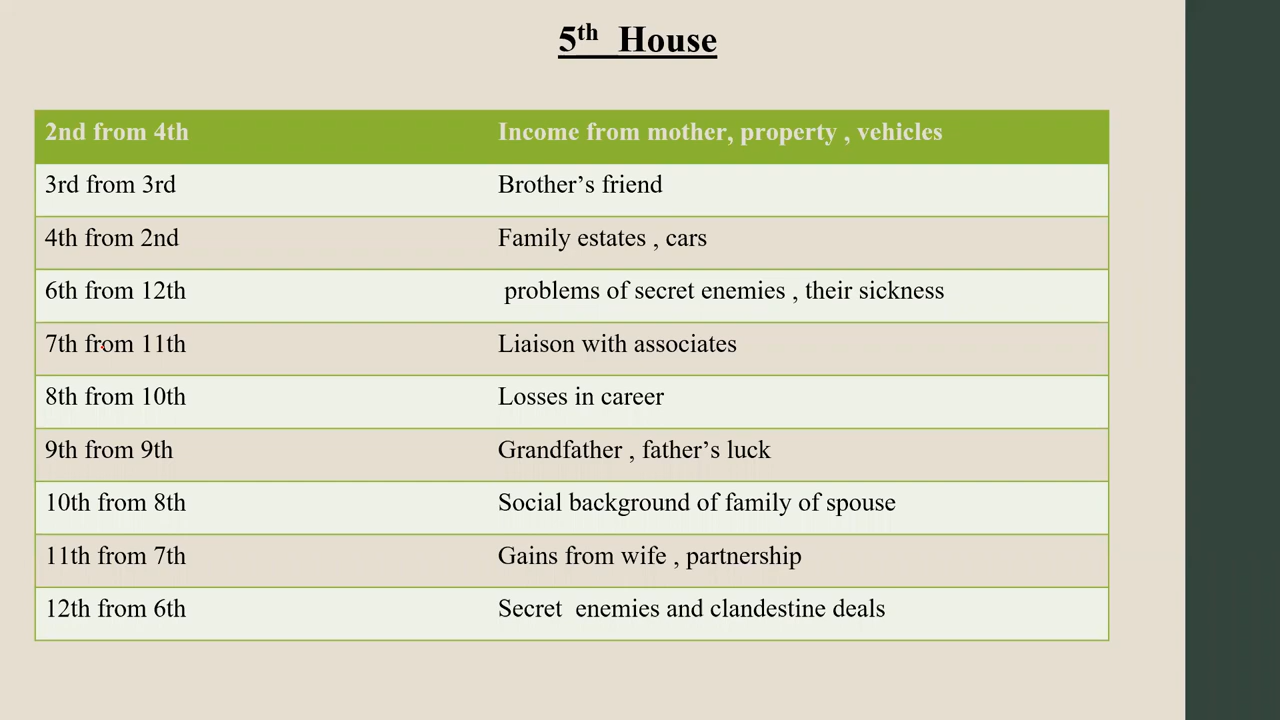 5th House
2nd from 4th Income from mother, property , vehicles
3rd from 3rd Brother’s friend
4th from 2nd Family estates , cars
6th from 12th problems of secret enemies , their sickness
7th from 11th Liaison with associates
8th from 10th Losses in career
9th from 9th Grandfather , father’s luck
10th from 8th Social background of family of spouse
11th from 7th Gains from wife , partnership
12th from 6th Secret  enemies and clandestine deals